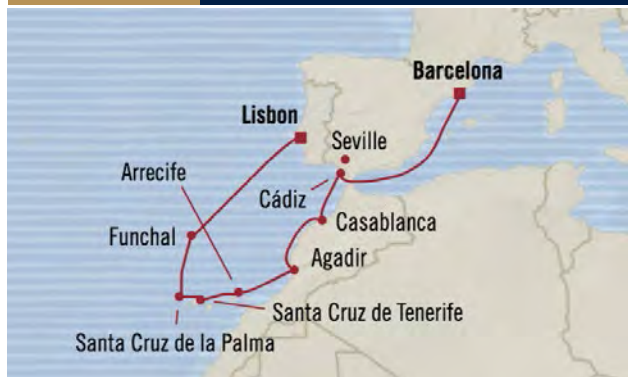 Barcelona
Lisbon
Seville
Arrecife
Cádiz
Casablanca
Funchal
Agadir
Santa Cruz de Tenerife
Santa Cruz de la Palma